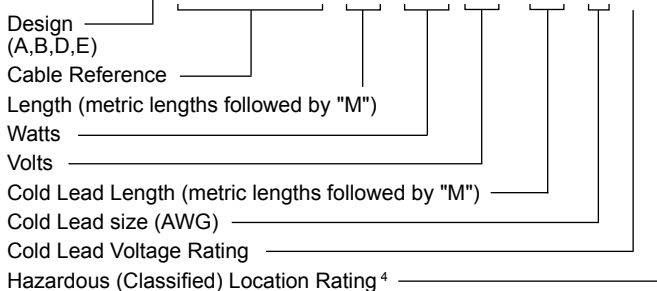 Design
(A,B,D,E)
Cable Reference
Length (metric lengths followed by "M")
Watts
Volts
Cold Lead Length (metric lengths followed by "M")
Cold Lead size (AWG)
Cold Lead Voltage Rating
Hazardous (Classified) Location Rating 4